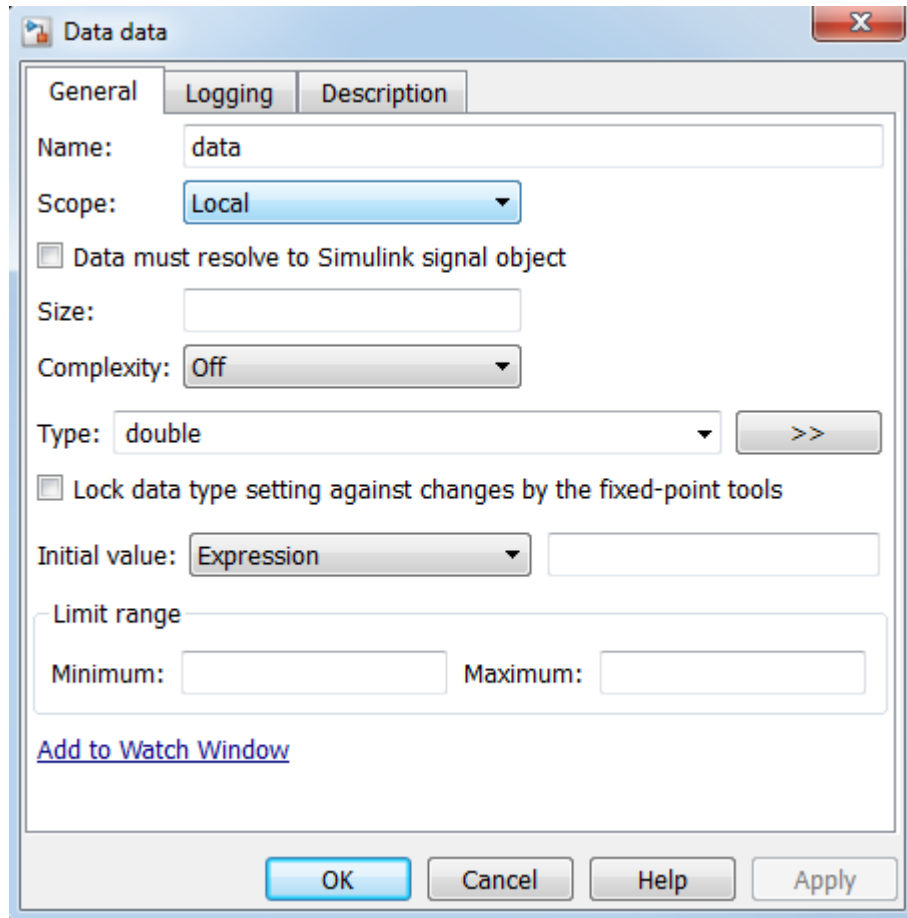 Data data
General Logging Description
Name: data
Scope: Local
Data must resolve to Simulink signal object
Size:
Complexity: Off
Type: double >>
Lock data type setting against changes by the fixed-point tools
Initial value: Expression
Limit range
Minimum: Maximum:
Add to Watch Window
OK Cancel Help Apply